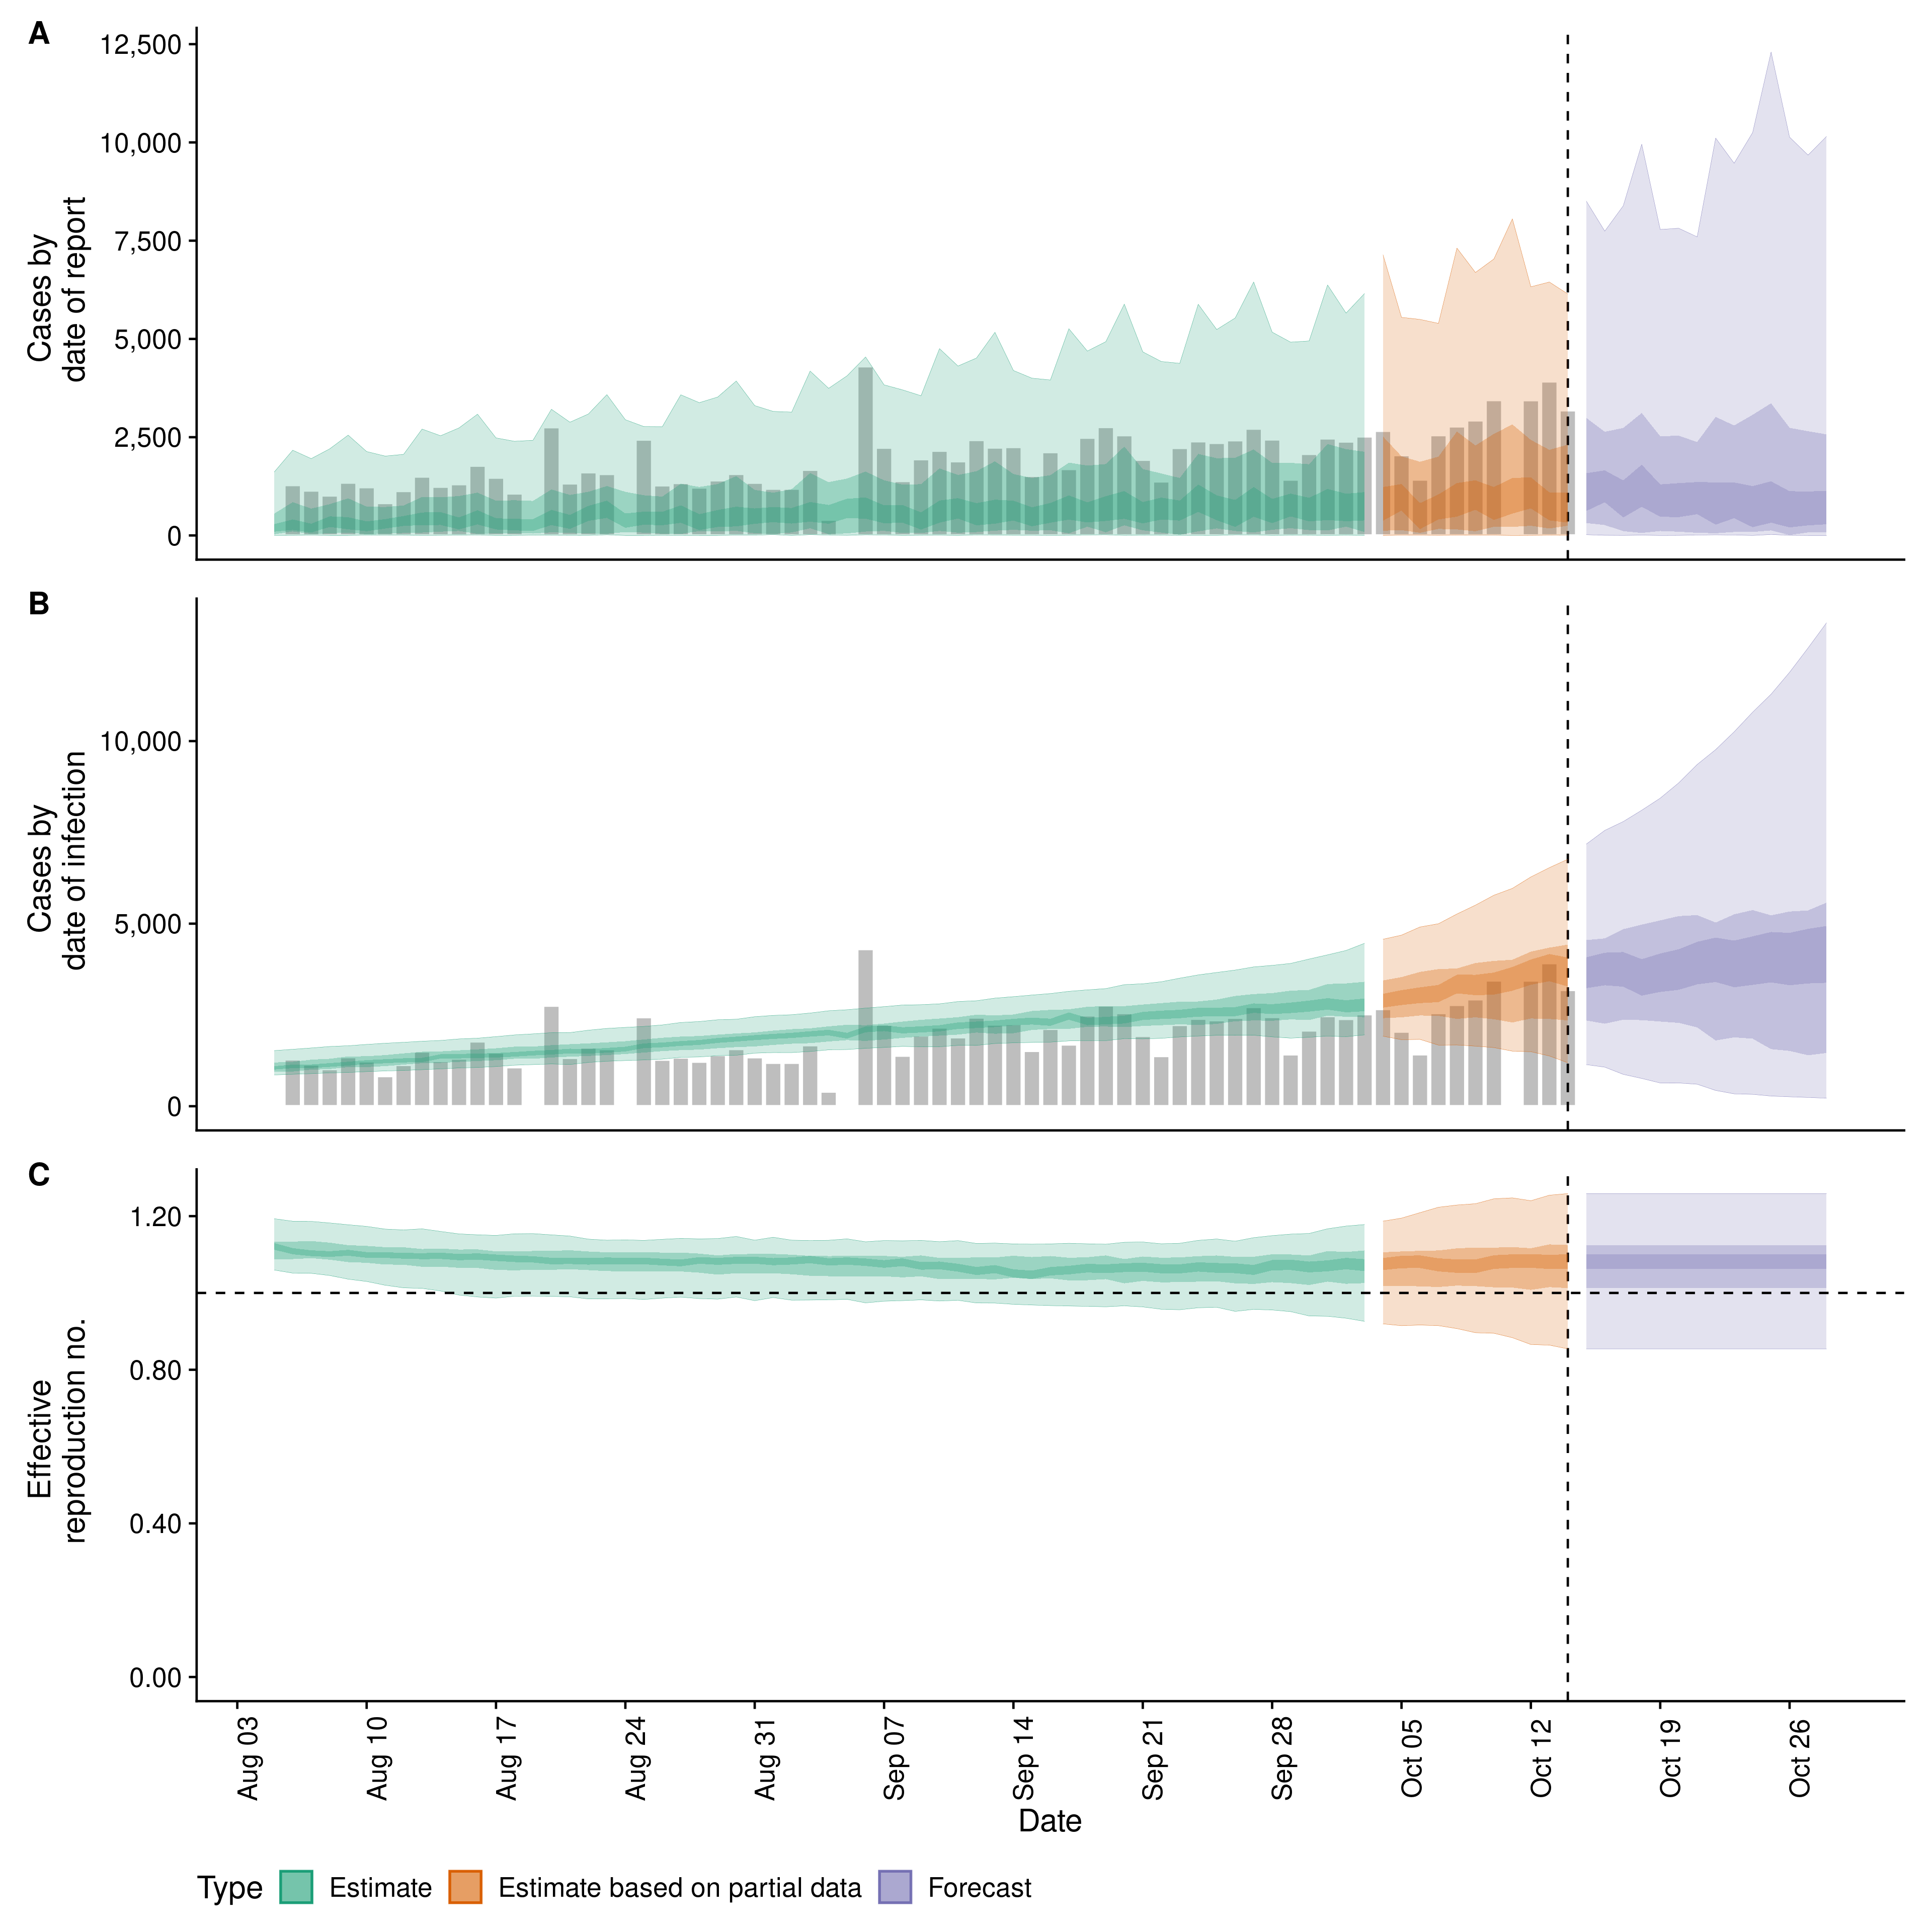 A
12,500
10,000
7,500
5,000
2,500
0
Cases by
date of report
B
10,000
5,000
0
Cases by
date of infection
C
1.20
0.80
0.40
0.00
Effective
reproduction no.
Aug 03
Aug 10
Aug 17
Aug 24
Aug 31
Sep 07
Sep 14
Sep 21
Sep 28
Oct 05
Oct 12
Oct 19
Oct 26
Date
Type Estimate Estimate based on partial data Forecast